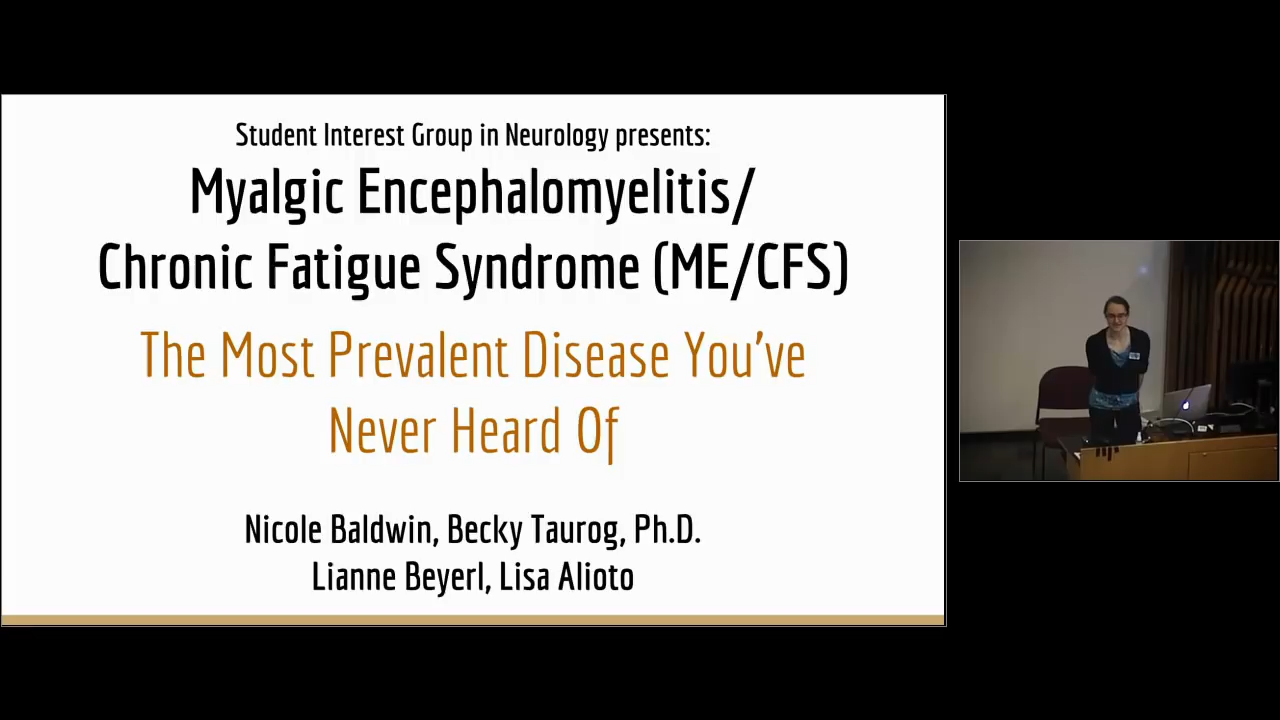 Student Interest Group in Neurology presents:
Myalgic Encephalomyelitis/
Chronic Fatigue Syndrome (ME/CFS)
The Most Prevalent Disease You've
Never Heard Of
Nicole Baldwin, Becky Taurog, Ph.D.
Lianne Beyerl, Lisa Alioto